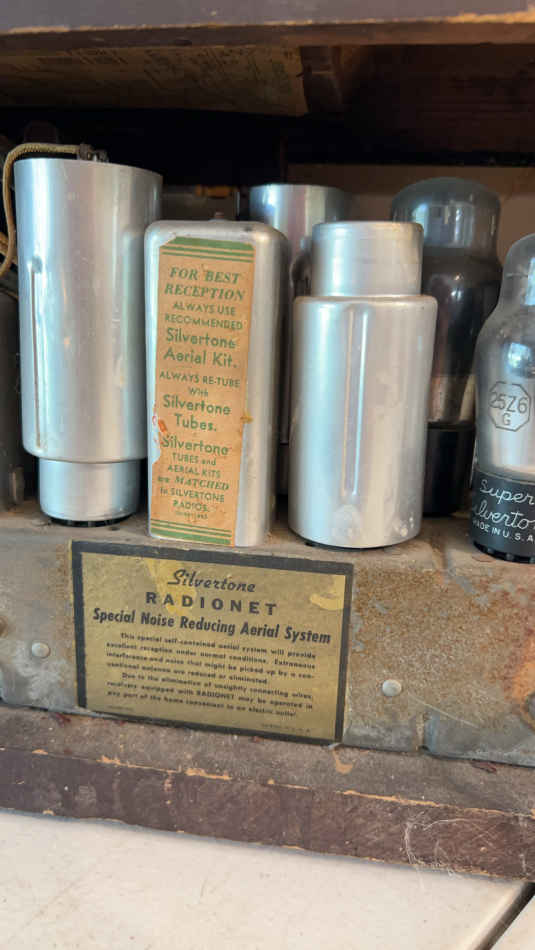 FOR BEST
RECEPTION
ALWAYS USE
RECOMMENDED
Silvertone
Aerial Kit.
ALWAYS RE-TUBE
With
Silvertone
Tubes.
Silvertone
TUBES and
AERIAL KITS
are MATCHED
to SILVERTONE
RADIOS.
25Z6
G
Super
Silvertone
MADE IN U.S.A.
Silvertone
RADIONET
Special Noise Reducing Aerial System
This special self-contained aerial system will provide
excellent reception under normal conditions. Extraneous
interference and noise that might be picked up by a con-
ventional antenna are reduced or eliminated.
Due to the elimination of unsightly connecting wires,
receivers equipped with RADIONET may be operated in
any part of the home convenient to an electric outlet.